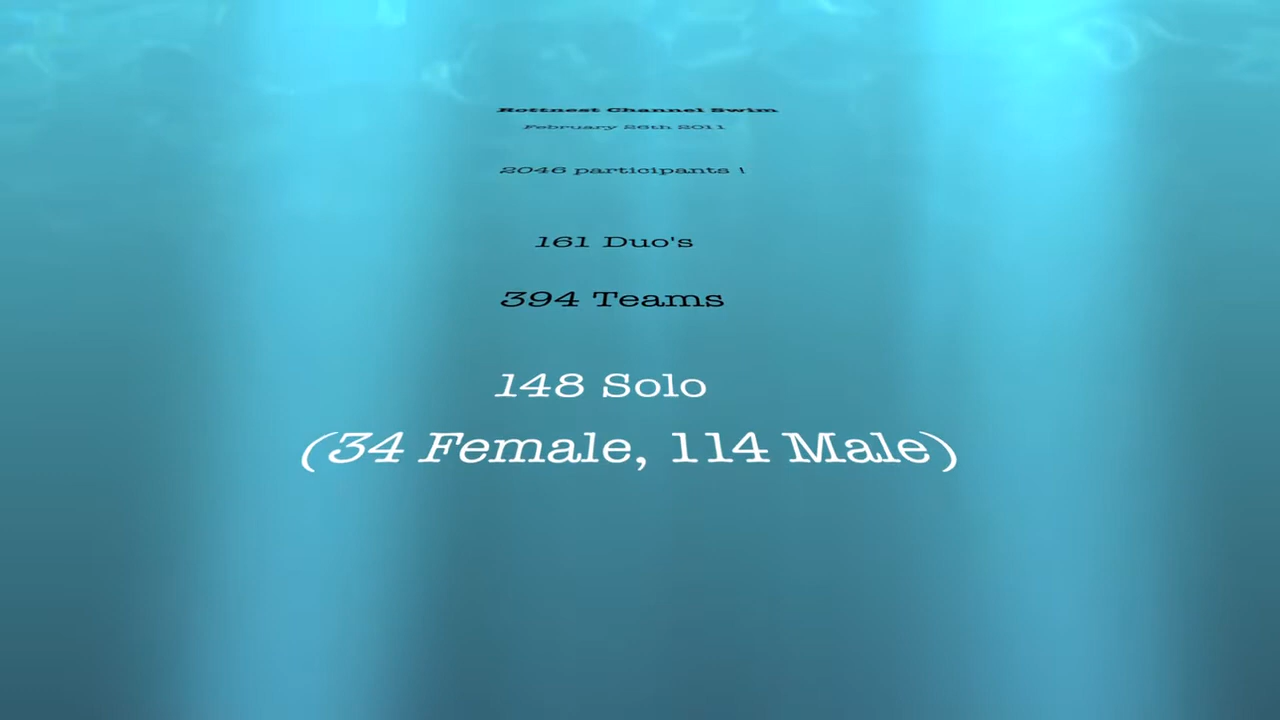 Rottnest Channel Swim
February 26th 2011
2046 participants !
161 Duo's
394 Teams
148 Solo
(34 Female, 114 Male)